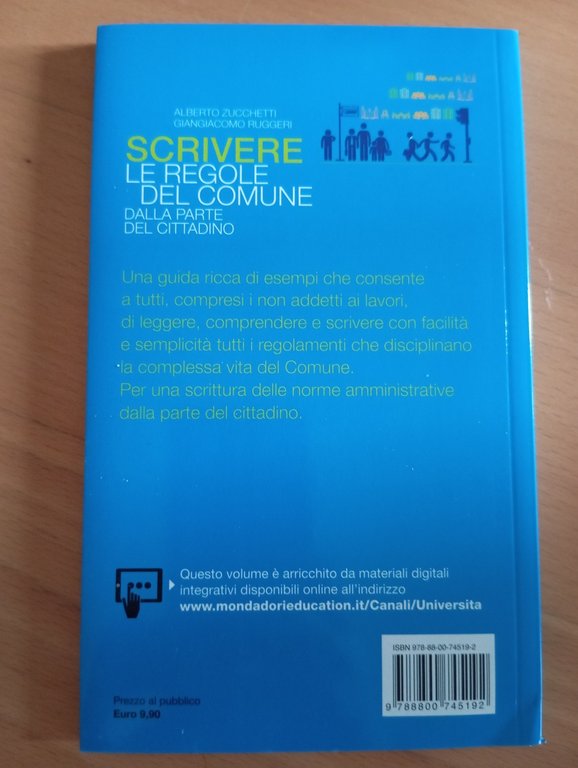 ALBERTO ZUCCHETTI
GIANGIACOMO RUGGERI
SCRIVERE
LE REGOLE
DEL COMUNE
DALLA PARTE
DEL CITTADINO
Una guida ricca di esempi che consente
a tutti, compresi i non addetti ai lavori,
di leggere, comprendere e scrivere con facilità
e semplicità tutti i regolamenti che disciplinano
la complessa vita del Comune.
Per una scrittura delle norme amministrative
dalla parte del cittadino.
Questo volume è arricchito da materiali digitali
integrativi disponibili online all'indirizzo
www.mondadorieducation.it/Canali/Universita
ISBN 978-88-00-74519-2
9 788800 745192
Prezzo al pubblico
Euro 9,90